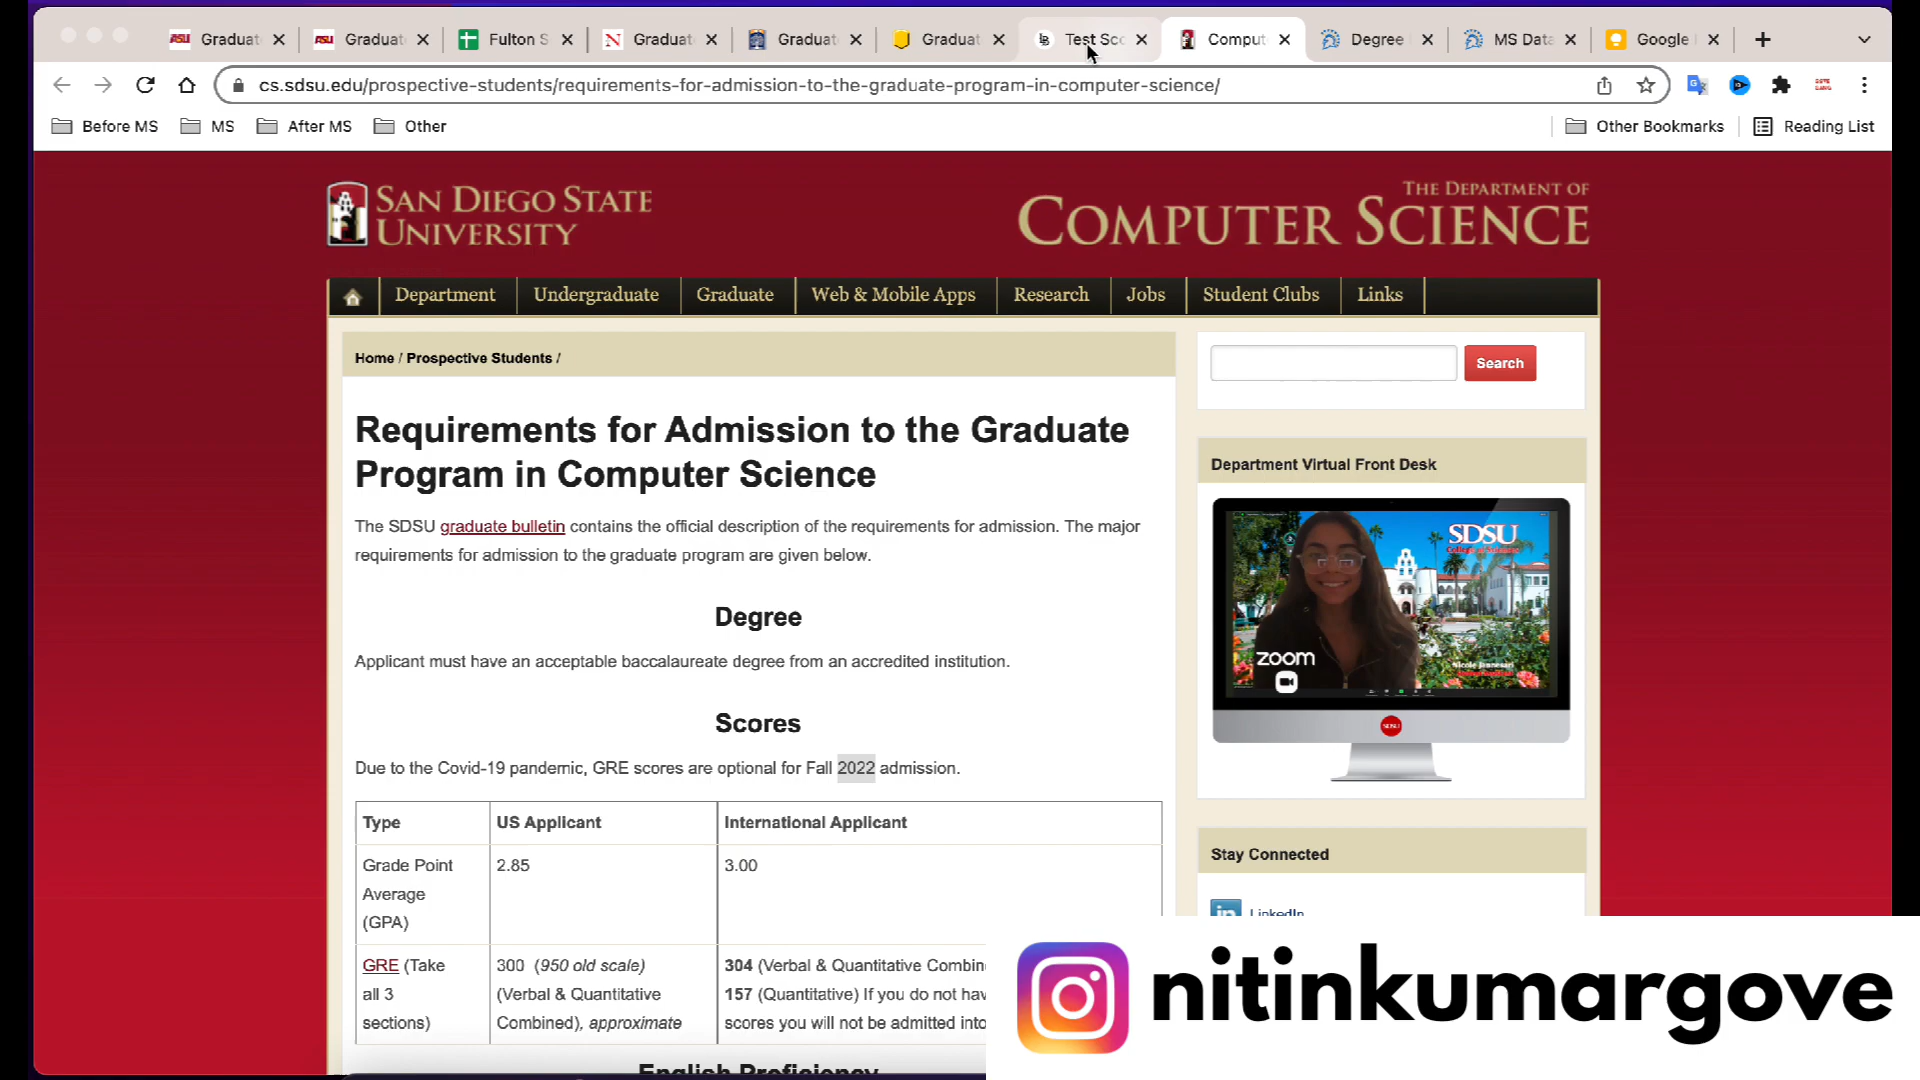 Graduat
Graduat
Fulton S
Graduat
Graduat
Graduat
Test Sco
Comput
Degree
MS Data
Google
cs.sdsu.edu/prospective-students/requirements-for-admission-to-the-graduate-program-in-computer-science/
Before MS
MS
After MS
Other
Other Bookmarks
Reading List
SAN DIEGO STATE
UNIVERSITY
THE DEPARTMENT OF
COMPUTER SCIENCE
Department
Undergraduate
Graduate
Web & Mobile Apps
Research
Jobs
Student Clubs
Links
Home / Prospective Students /
Search
Requirements for Admission to the Graduate
Program in Computer Science
The SDSU graduate bulletin contains the official description of the requirements for admission. The major
requirements for admission to the graduate program are given below.
Degree
Applicant must have an acceptable baccalaureate degree from an accredited institution.
Scores
Due to the Covid-19 pandemic, GRE scores are optional for Fall 2022 admission.
Type
US Applicant
International Applicant
Grade Point
Average
(GPA)
2.85
3.00
GRE (Take
all 3
sections)
300 (950 old scale)
(Verbal & Quantitative
Combined), approximate
304 (Verbal & Quantitative Combin
157 (Quantitative) If you do not hav
scores you will not be admitted into
English Proficiency
Department Virtual Front Desk
SDSU
zoom
SDSU
Stay Connected
LinkedIn
nitinkumargove